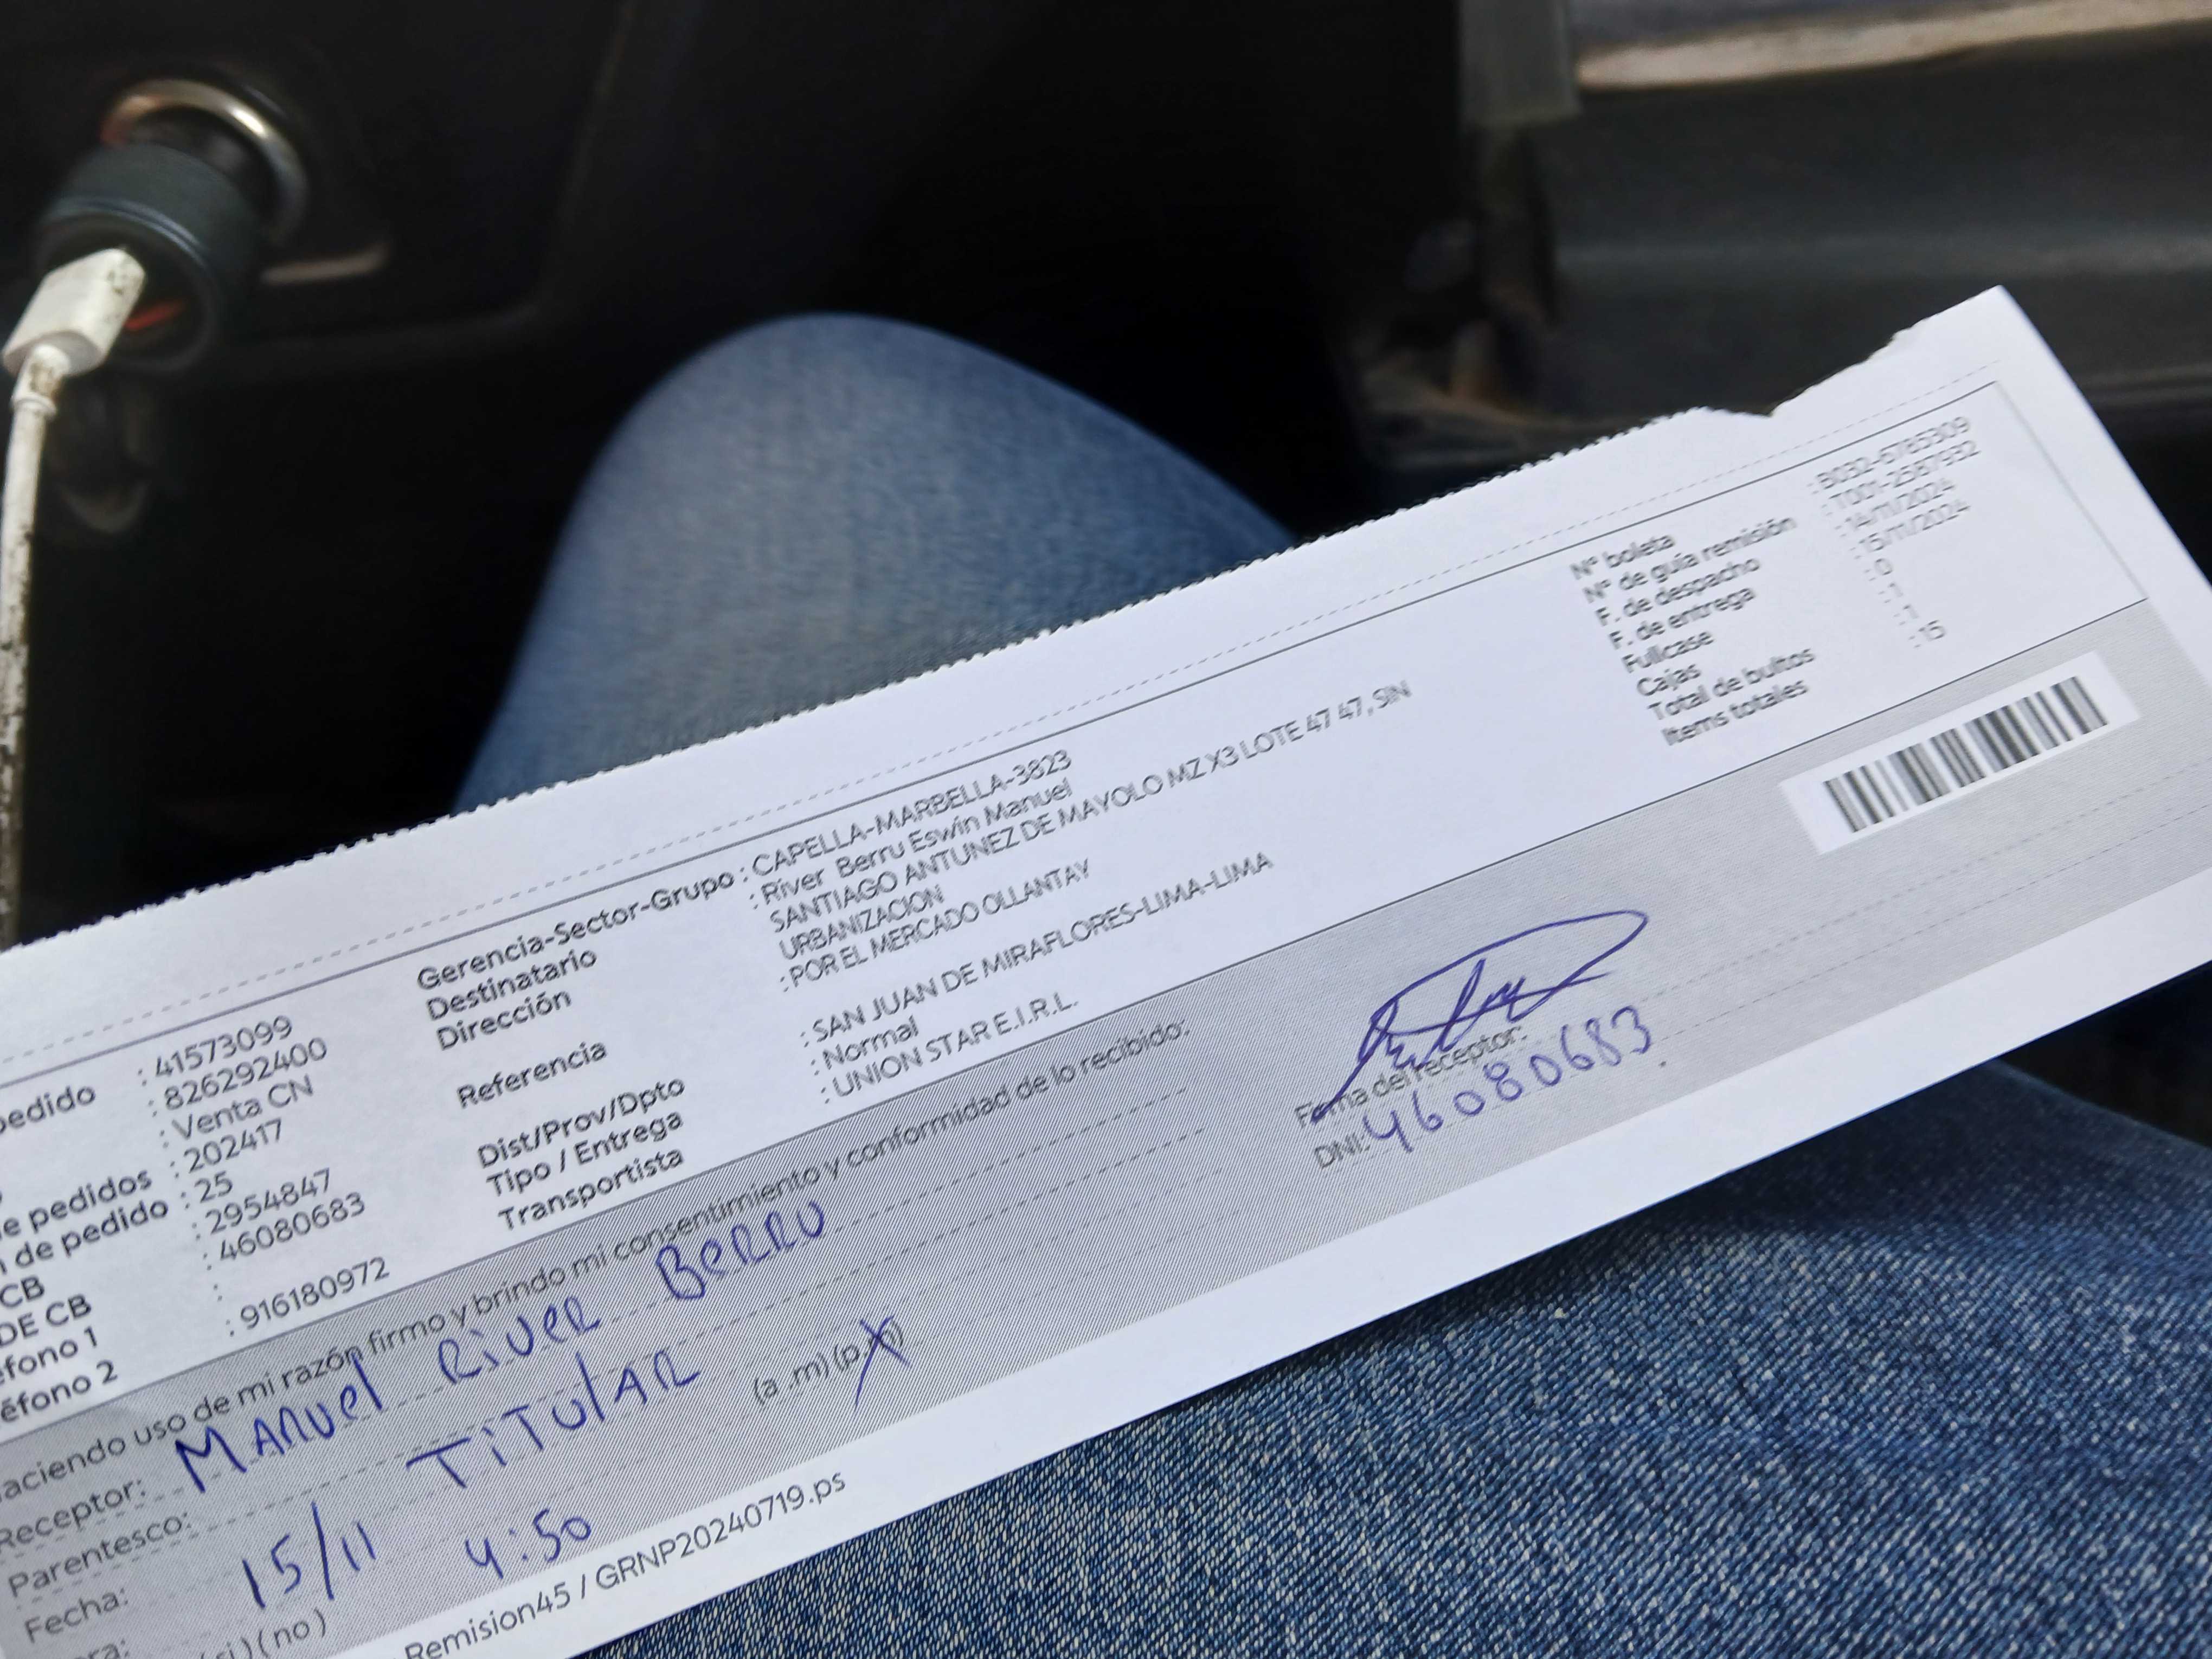 pedido : 41573099
: 826292400
: Venta CN
e pedidos : 202417
n de pedido : 25
CB : 2954847
DE CB : 46080683
éfono 1 :
éfono 2 : 916180972
Gerencia-Sector-Grupo : CAPELLA-MARBELLA-3823
Destinatario : River Berru Eswin Manuel
Dirección SANTIAGO ANTUNEZ DE MAYOLO MZ X3 LOTE 47 47, SIN
URBANIZACION
Referencia : POR EL MERCADO OLLANTAY
Dist/Prov/Dpto : SAN JUAN DE MIRAFLORES-LIMA-LIMA
Tipo / Entrega : Normal
Transportista : UNION STAR E.I.R.L.
N° boleta : B032-6785309
N° de guía remisión : T001-2587932
F. de despacho : 14/11/2024
F. de entrega : 15/11/2024
Fullcase : 0
Cajas : 1
Total de bultos : 1
Items totales : 15
aciendo uso de mi razón firmo y brindo mi consentimiento y conformidad de lo recibido:
Receptor: MANUEL RIVER BERRU
Parentesco: TITULAR
Fecha: 15/11
ora: 4:50 (a .m) (p.
(si) (no)
Firma del receptor:
DNI: 46080683
Remision45 / GRNP20240719.ps